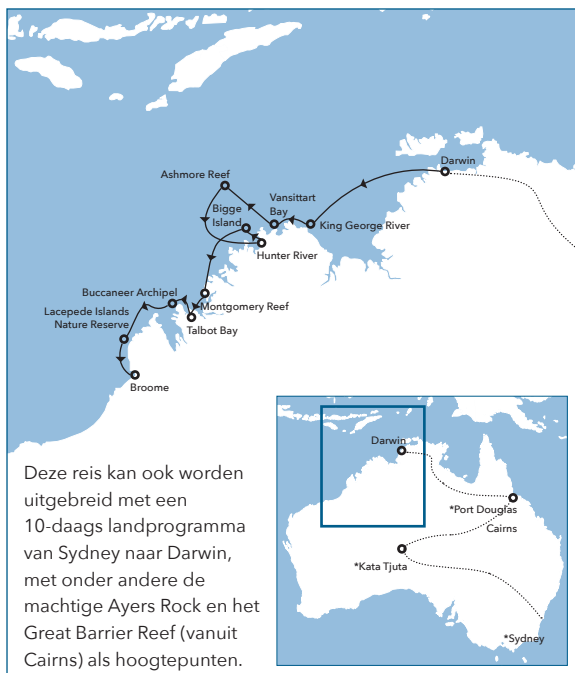 Darwin
Ashmore Reef
Vansittart
Bay
Bigge
Island
King George River
Hunter River
Buccaneer Archipel
Montgomery Reef
Lacepede Islands
Nature Reserve
Talbot Bay
Broome
Deze reis kan ook worden
uitgebreid met een
10-daags landprogramma
van Sydney naar Darwin,
met onder andere de
machtige Ayers Rock en het
Great Barrier Reef (vanuit
Cairns) als hoogtepunten.
Darwin
*Port Douglas
Cairns
*Kata Tjuta
*Sydney